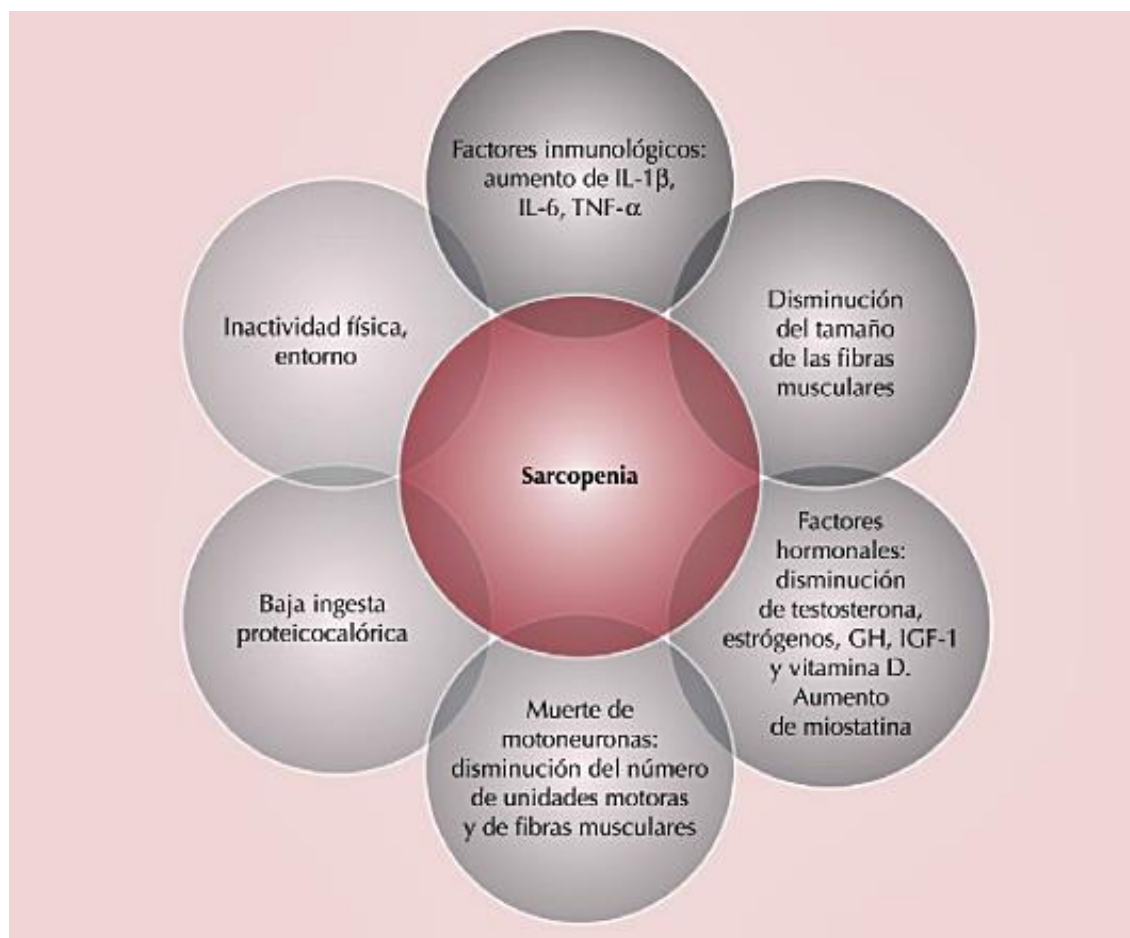 Factores inmunológicos:
aumento de IL-1β,
IL-6, TNF-α
Disminución
del tamaño
de las fibras
musculares
Factores
hormonales:
disminución
de testosterona,
estrógenos, GH, IGF-1
y vitamina D.
Aumento
de miostatina
Muerte de
motoneuronas:
disminución del número
de unidades motoras
y de fibras musculares
Baja ingesta
proteicocalórica
Inactividad física,
entorno
Sarcopenia